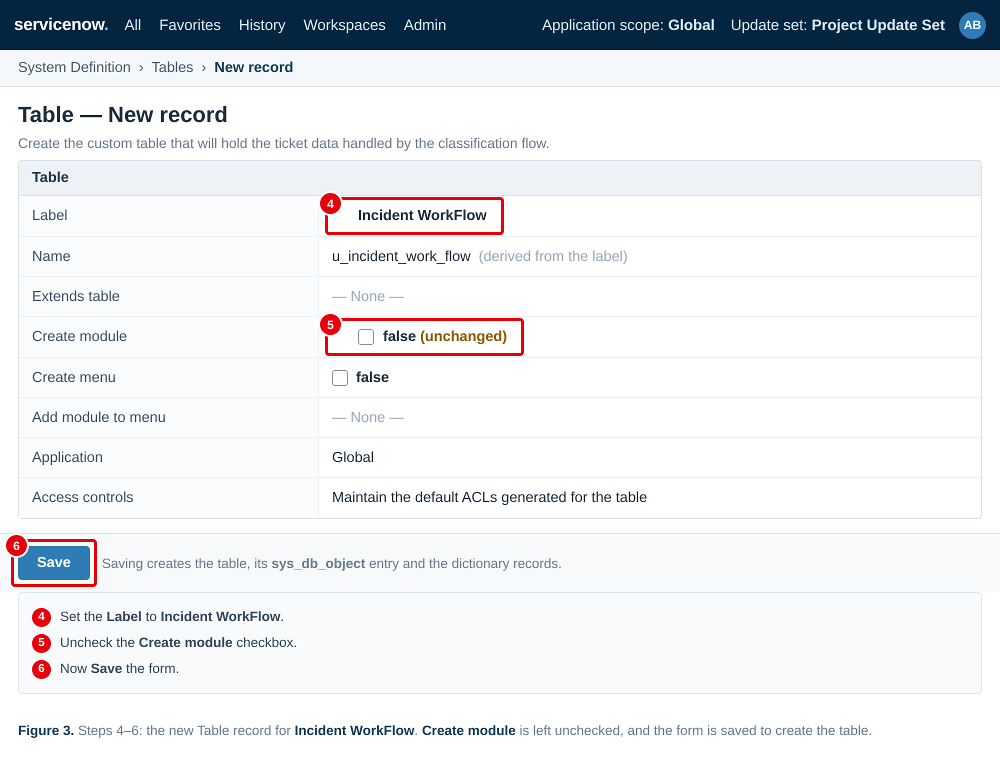 servicenow. All Favorites History Workspaces Admin Application scope: Global Update set: Project Update Set AB
System Definition › Tables › New record
Table — New record
Create the custom table that will hold the ticket data handled by the classification flow.
Table
4
Label Incident WorkFlow
Name u_incident_work_flow (derived from the label)
Extends table — None —
5
Create module false (unchanged)
Create menu false
Add module to menu — None —
Application Global
Access controls Maintain the default ACLs generated for the table
6
Save Saving creates the table, its sys_db_object entry and the dictionary records.
4 Set the Label to Incident WorkFlow.
5 Uncheck the Create module checkbox.
6 Now Save the form.
Figure 3. Steps 4–6: the new Table record for Incident WorkFlow. Create module is left unchecked, and the form is saved to create the table.